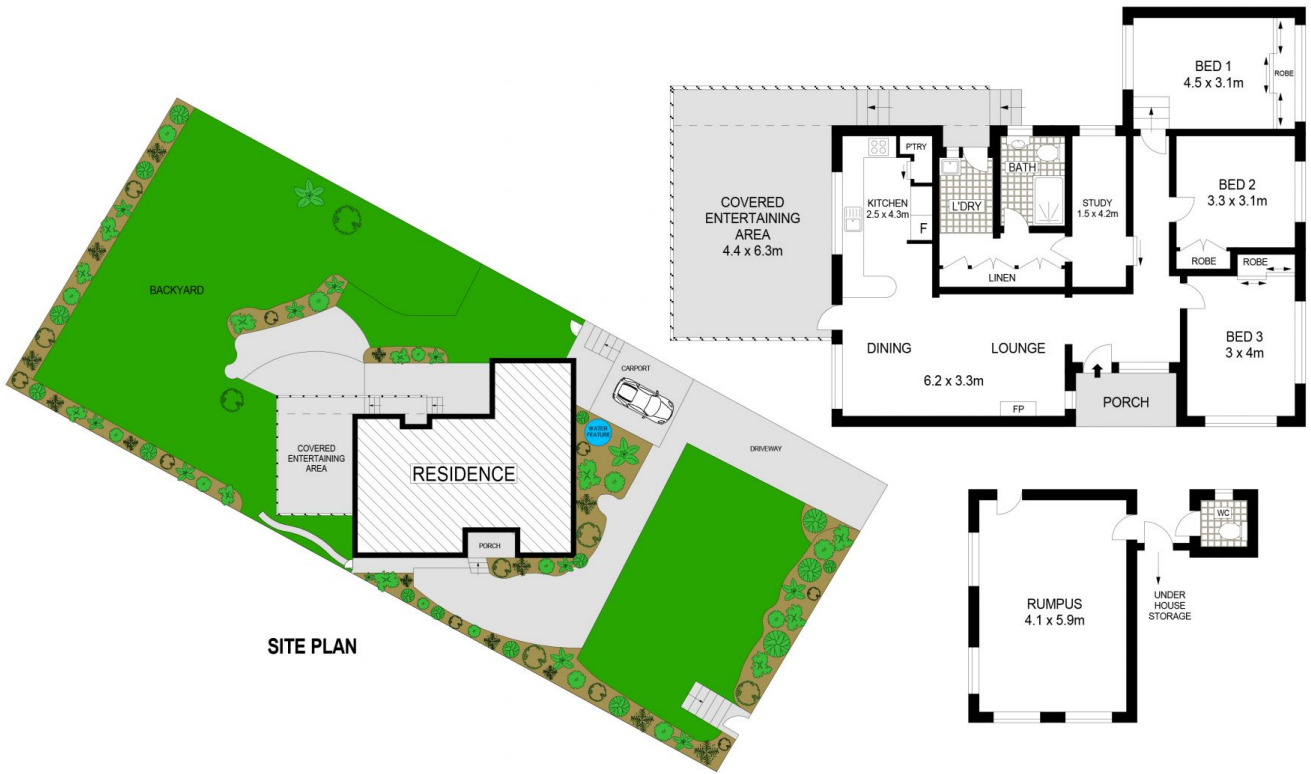 BACKYARD
COVERED
ENTERTAINING
AREA
RESIDENCE
PORCH
CARPORT
WATER
FEATURE
DRIVEWAY
SITE PLAN
COVERED
ENTERTAINING
AREA
4.4 x 6.3m
KITCHEN
2.5 x 4.3m
P'TRY
F
L'DRY
BATH
LINEN
STUDY
1.5 x 4.2m
BED 1
4.5 x 3.1m
ROBE
BED 2
3.3 x 3.1m
ROBE
ROBE
BED 3
3 x 4m
DINING
LOUNGE
6.2 x 3.3m
FP
PORCH
RUMPUS
4.1 x 5.9m
WC
UNDER
HOUSE
STORAGE